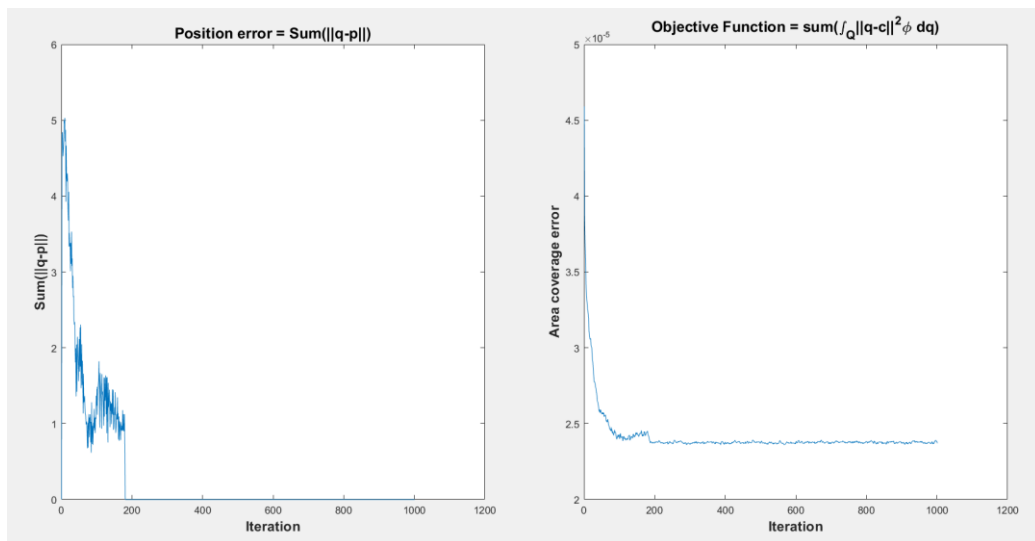 Position error = Sum(||q-p||)
Sum(||q-p||)
6
5
4
3
2
1
0
0 200 400 600 800 1000 1200
Iteration
Objective Function = sum(∫_Q||q-c||²ϕ dq)
×10⁻⁵
Area coverage error
5
4.5
4
3.5
3
2.5
2
0 200 400 600 800 1000 1200
Iteration